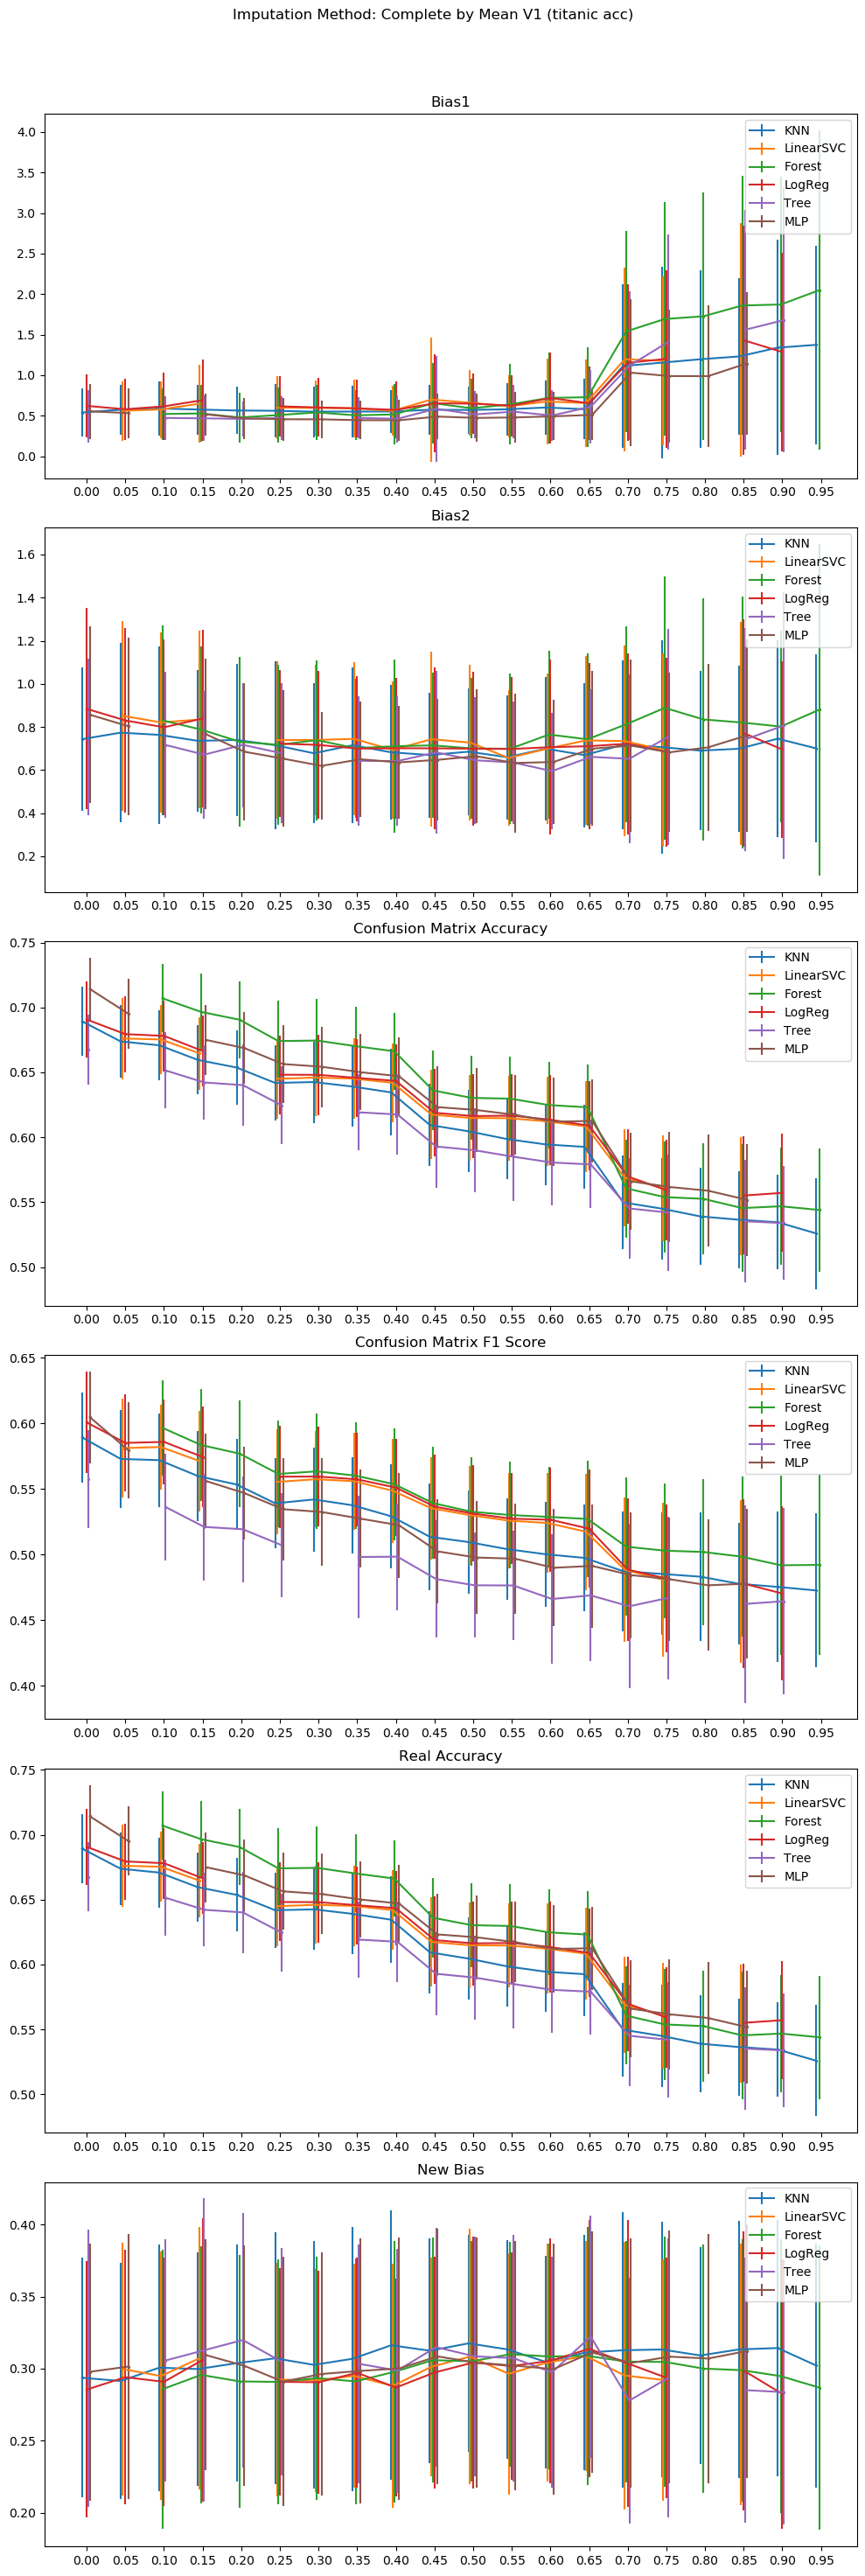 Imputation Method: Complete by Mean V1 (titanic acc)
Bias1
4.0
3.5
3.0
2.5
2.0
1.5
1.0
0.5
0.0
KNN
LinearSVC
Forest
LogReg
Tree
MLP
0.00 0.05 0.10 0.15 0.20 0.25 0.30 0.35 0.40 0.45 0.50 0.55 0.60 0.65 0.70 0.75 0.80 0.85 0.90 0.95
Bias2
1.6
1.4
1.2
1.0
0.8
0.6
0.4
0.2
KNN
LinearSVC
Forest
LogReg
Tree
MLP
0.00 0.05 0.10 0.15 0.20 0.25 0.30 0.35 0.40 0.45 0.50 0.55 0.60 0.65 0.70 0.75 0.80 0.85 0.90 0.95
Confusion Matrix Accuracy
0.75
0.70
0.65
0.60
0.55
0.50
KNN
LinearSVC
Forest
LogReg
Tree
MLP
0.00 0.05 0.10 0.15 0.20 0.25 0.30 0.35 0.40 0.45 0.50 0.55 0.60 0.65 0.70 0.75 0.80 0.85 0.90 0.95
Confusion Matrix F1 Score
0.65
0.60
0.55
0.50
0.45
0.40
KNN
LinearSVC
Forest
LogReg
Tree
MLP
0.00 0.05 0.10 0.15 0.20 0.25 0.30 0.35 0.40 0.45 0.50 0.55 0.60 0.65 0.70 0.75 0.80 0.85 0.90 0.95
Real Accuracy
0.75
0.70
0.65
0.60
0.55
0.50
KNN
LinearSVC
Forest
LogReg
Tree
MLP
0.00 0.05 0.10 0.15 0.20 0.25 0.30 0.35 0.40 0.45 0.50 0.55 0.60 0.65 0.70 0.75 0.80 0.85 0.90 0.95
New Bias
0.40
0.35
0.30
0.25
0.20
KNN
LinearSVC
Forest
LogReg
Tree
MLP
0.00 0.05 0.10 0.15 0.20 0.25 0.30 0.35 0.40 0.45 0.50 0.55 0.60 0.65 0.70 0.75 0.80 0.85 0.90 0.95